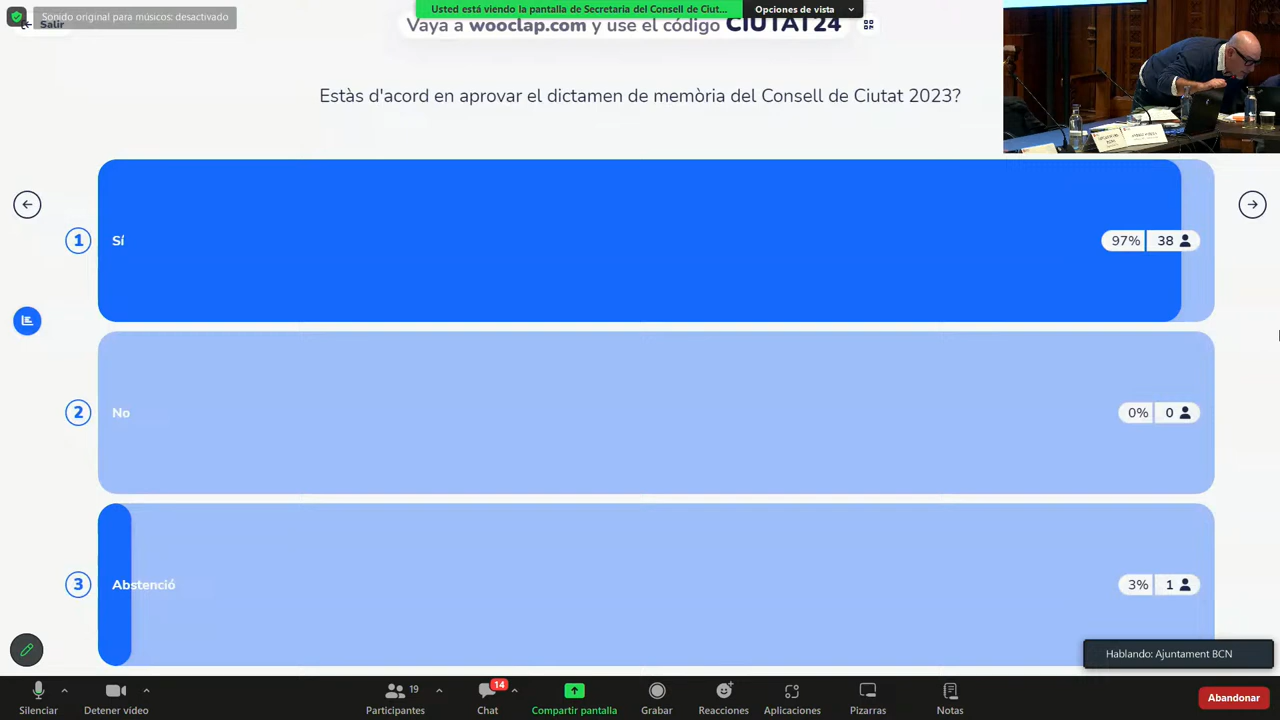 Sonido original para músicos: desactivado
Salir
Usted está viendo la pantalla de Secretaria del Consell de Ciut...
Opciones de vista
Vaya a wooclap.com y use el código CIUTAT24
Estàs d'acord en aprovar el dictamen de memòria del Consell de Ciutat 2023?
1 Sí 97% 38
2 No 0% 0
3 Abstenció 3% 1
Hablando: Ajuntament BCN
Silenciar
Detener vídeo
19
Participantes
14
Chat
Compartir pantalla
Grabar
Reacciones
Aplicaciones
Pizarras
Notas
Abandonar